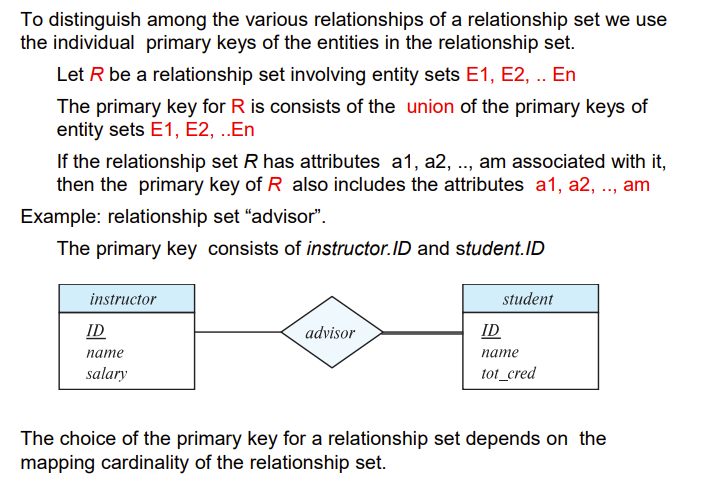 To distinguish among the various relationships of a relationship set we use
the individual primary keys of the entities in the relationship set.
Let R be a relationship set involving entity sets E1, E2, .. En
The primary key for R is consists of the union of the primary keys of
entity sets E1, E2, ..En
If the relationship set R has attributes a1, a2, .., am associated with it,
then the primary key of R also includes the attributes a1, a2, .., am
Example: relationship set “advisor”.
The primary key consists of instructor.ID and student.ID
instructor
ID
name
salary
advisor
student
ID
name
tot_cred
The choice of the primary key for a relationship set depends on the
mapping cardinality of the relationship set.